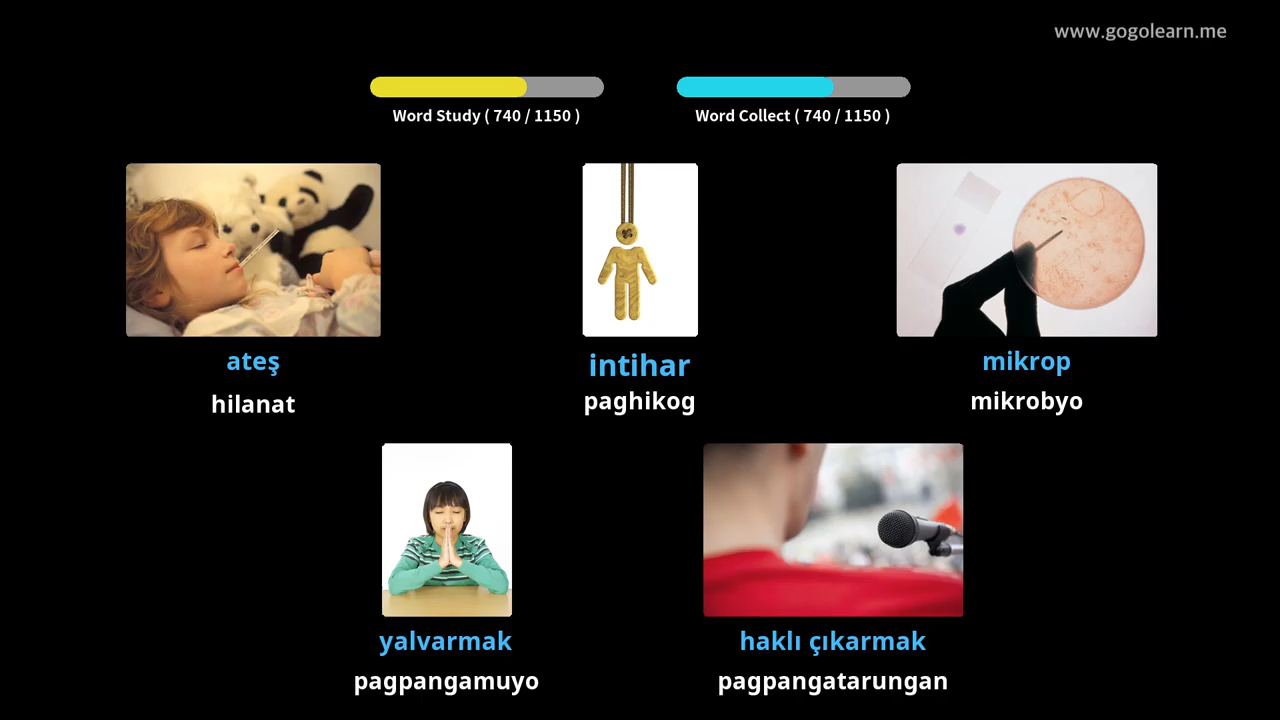 www.gogolearn.me
Word Study ( 740 / 1150 )
Word Collect ( 740 / 1150 )
ateş
hilanat
intihar
paghikog
mikrop
mikrobyo
yalvarmak
pagpangamuyo
haklı çıkarmak
pagpangatarungan